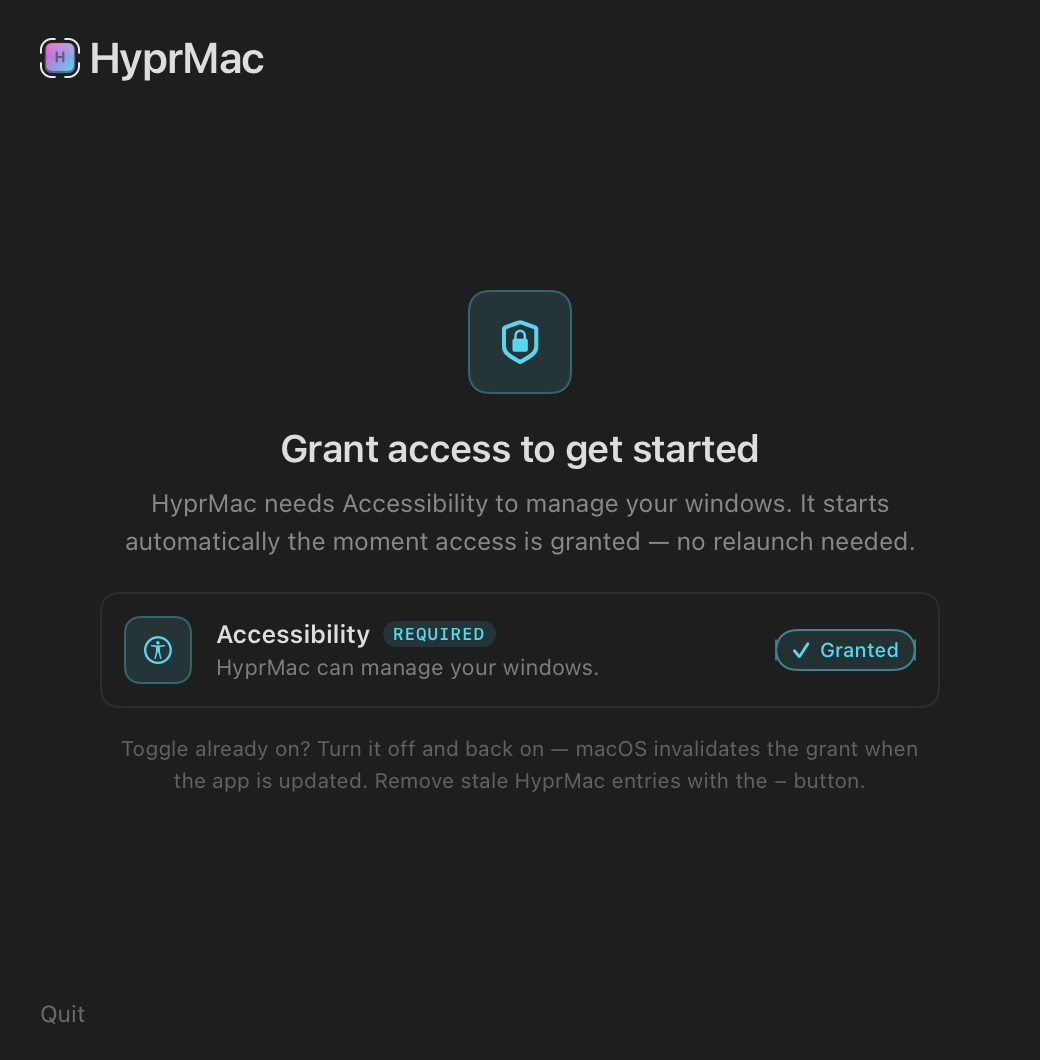 H HyprMac
Grant access to get started
HyprMac needs Accessibility to manage your windows. It starts
automatically the moment access is granted — no relaunch needed.
Accessibility REQUIRED
HyprMac can manage your windows.
Granted
Toggle already on? Turn it off and back on — macOS invalidates the grant when
the app is updated. Remove stale HyprMac entries with the – button.
Quit